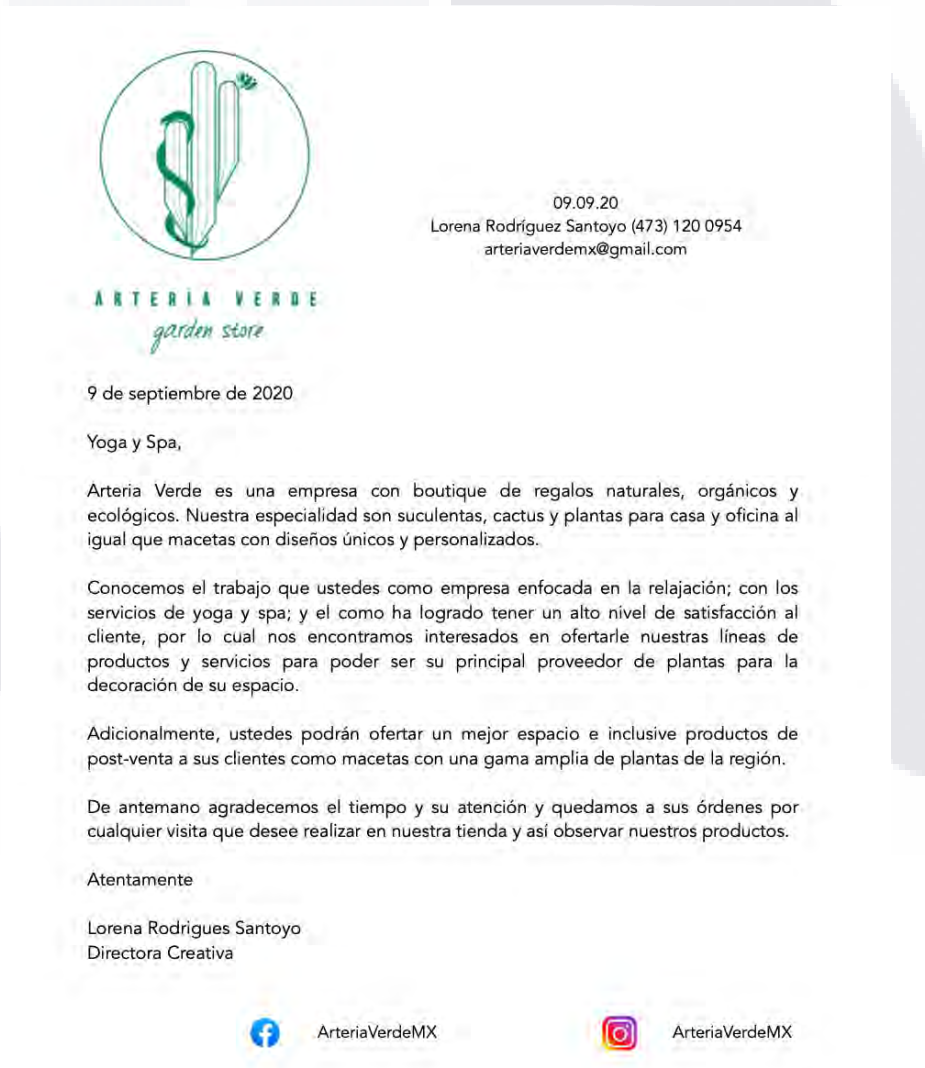 ARTERIA VERDE
garden store
09.09.20
Lorena Rodríguez Santoyo (473) 120 0954
arteriaverdemx@gmail.com
9 de septiembre de 2020
Yoga y Spa,
Arteria Verde es una empresa con boutique de regalos naturales, orgánicos y
ecológicos. Nuestra especialidad son suculentas, cactus y plantas para casa y oficina al
igual que macetas con diseños únicos y personalizados.
Conocemos el trabajo que ustedes como empresa enfocada en la relajación; con los
servicios de yoga y spa; y el como ha logrado tener un alto nivel de satisfacción al
cliente, por lo cual nos encontramos interesados en ofertarle nuestras líneas de
productos y servicios para poder ser su principal proveedor de plantas para la
decoración de su espacio.
Adicionalmente, ustedes podrán ofertar un mejor espacio e inclusive productos de
post-venta a sus clientes como macetas con una gama amplia de plantas de la región.
De antemano agradecemos el tiempo y su atención y quedamos a sus órdenes por
cualquier visita que desee realizar en nuestra tienda y así observar nuestros productos.
Atentamente
Lorena Rodrigues Santoyo
Directora Creativa
ArteriaVerdeMX
ArteriaVerdeMX